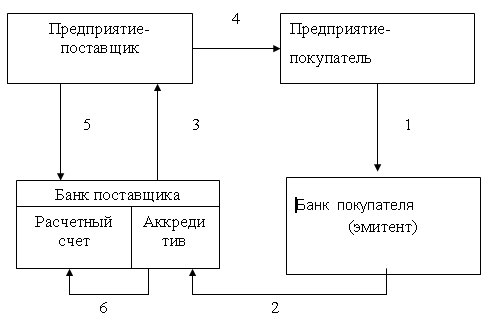 4
Предприятие-
поставщик
Предприятие-
покупатель
5
3
1
Банк поставщика
Расчетный
счет
Аккреди
тив
Банк покупателя
(эмитент)
6
2